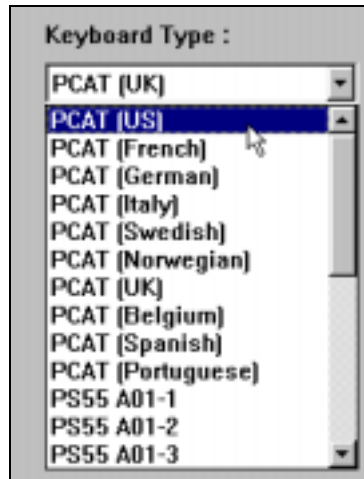 Keyboard Type :
PCAT (UK)
PCAT (US)
PCAT (French)
PCAT (German)
PCAT (Italy)
PCAT (Swedish)
PCAT (Norwegian)
PCAT (UK)
PCAT (Belgium)
PCAT (Spanish)
PCAT (Portuguese)
PS55 A01-1
PS55 A01-2
PS55 A01-3